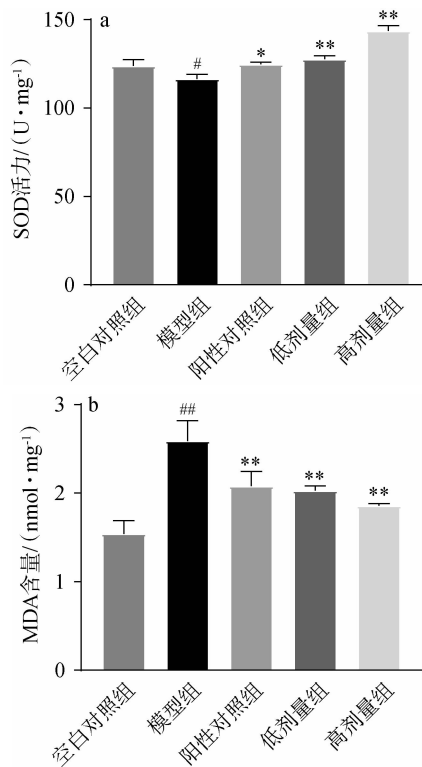 a
SOD活力/(U·mg-1)
150
100
50
0
#
*
**
**
空白对照组
模型组
阳性对照组
低剂量组
高剂量组
b
MDA含量/(nmol·mg-1)
3
2
1
0
##
**
**
**
空白对照组
模型组
阳性对照组
低剂量组
高剂量组